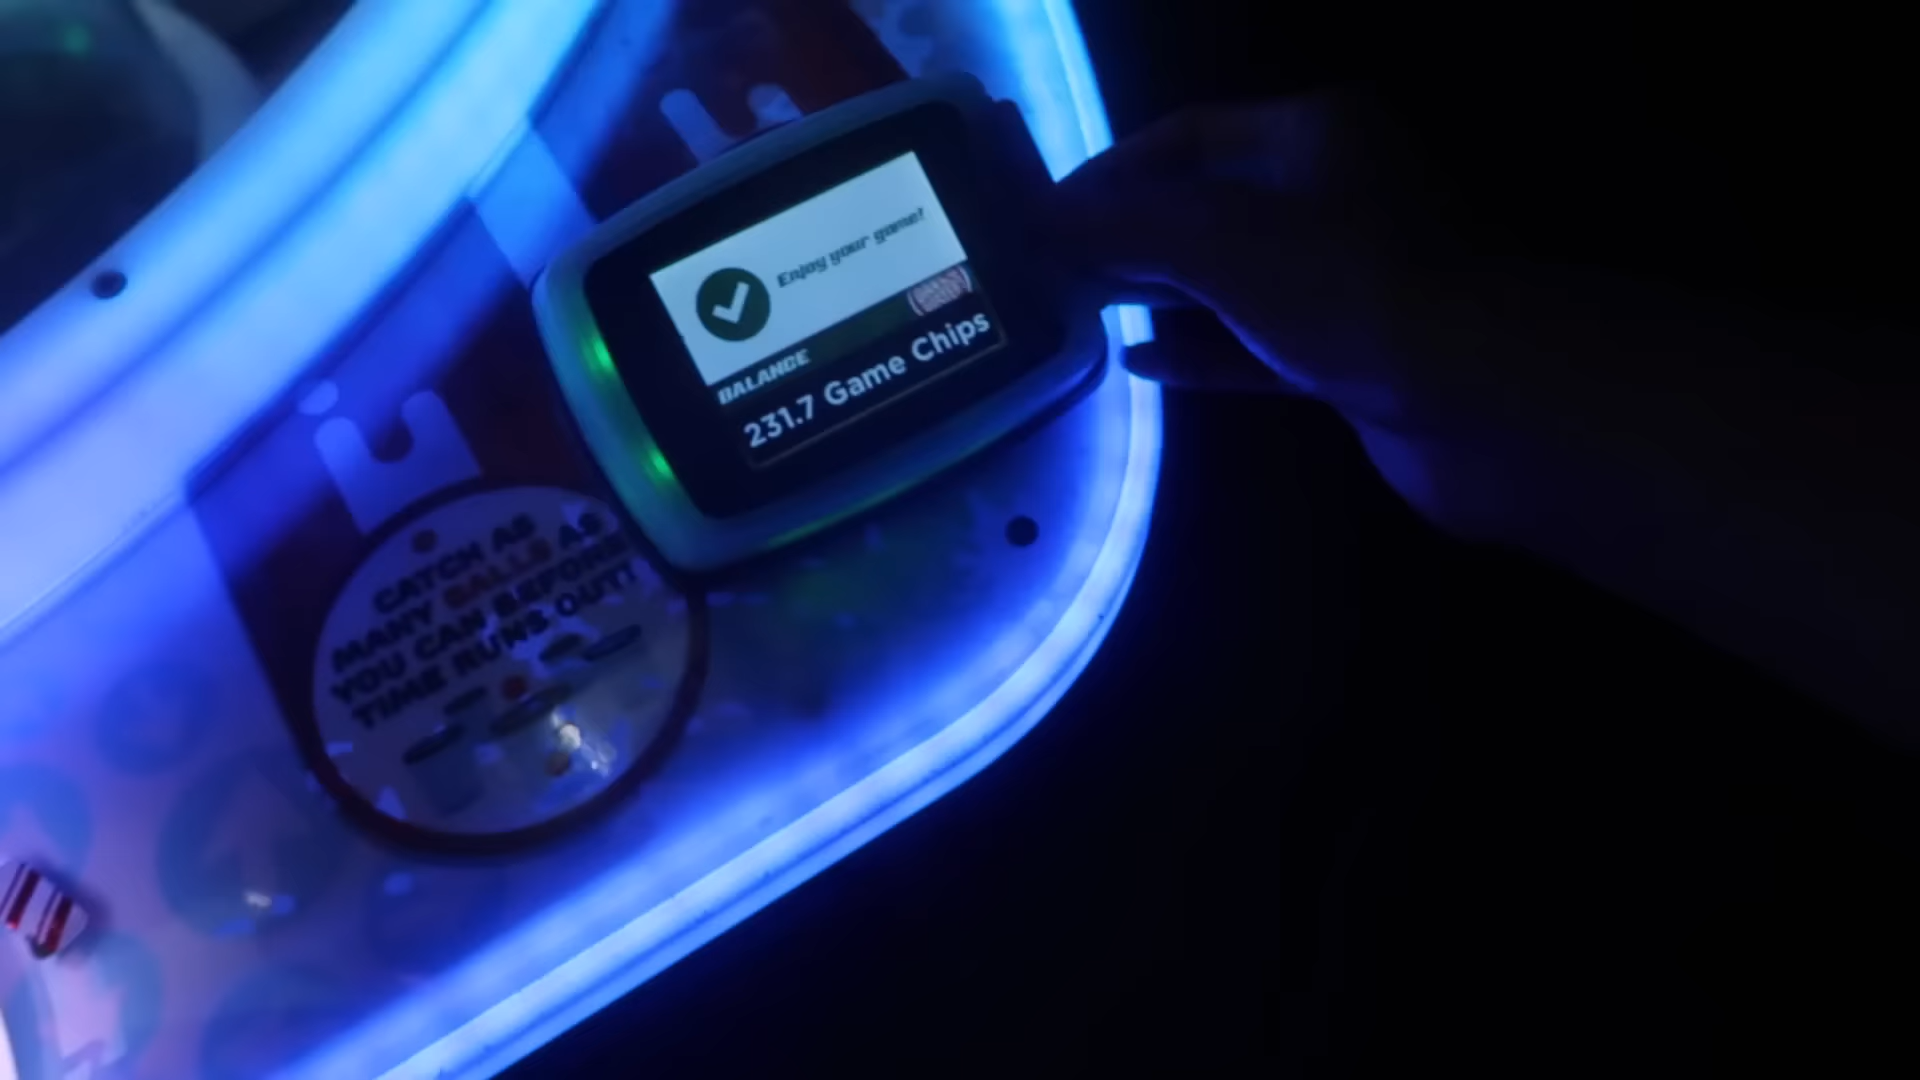 Enjoy your game!
BALANCE
231.7 Game Chips
CATCH AS
MANY BALLS AS
YOU CAN BEFORE
TIME RUNS OUT!